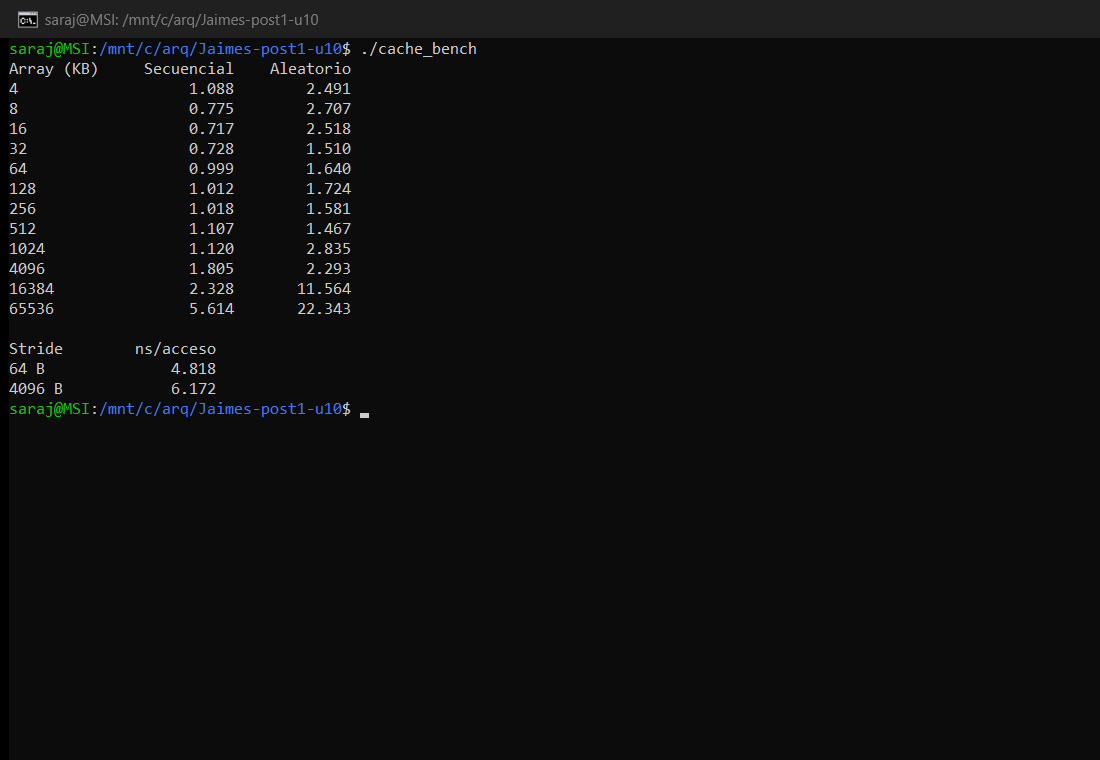 saraj@MSI: /mnt/c/arq/Jaimes-post1-u10
saraj@MSI:/mnt/c/arq/Jaimes-post1-u10$ ./cache_bench
Array (KB)     Secuencial    Aleatorio
4                   1.088        2.491
8                   0.775        2.707
16                  0.717        2.518
32                  0.728        1.510
64                  0.999        1.640
128                 1.012        1.724
256                 1.018        1.581
512                 1.107        1.467
1024                1.120        2.835
4096                1.805        2.293
16384               2.328       11.564
65536               5.614       22.343
Stride        ns/acceso
64 B              4.818
4096 B            6.172
saraj@MSI:/mnt/c/arq/Jaimes-post1-u10$